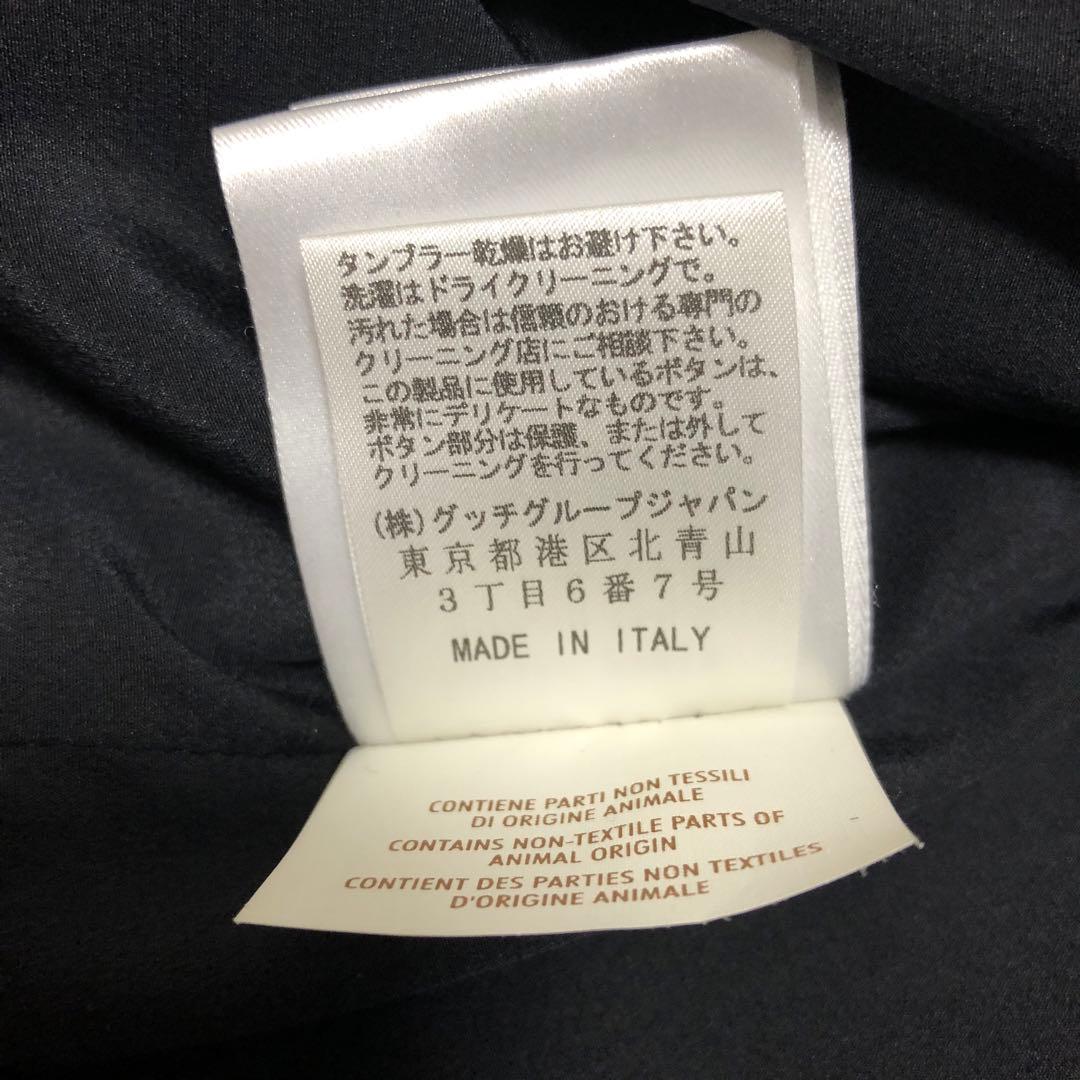 タンブラー乾燥はお避け下さい。
洗濯はドライクリーニングで。
汚れた場合は信頼のおける専門の
クリーニング店にご相談下さい。
この製品に使用しているボタンは、
非常にデリケートなものです。
ボタン部分は保護、または外して
クリーニングを行ってください。
(株)グッチグループジャパン
東京都港区北青山
3丁目6番7号
MADE IN ITALY
CONTIENE PARTI NON TESSILI
DI ORIGINE ANIMALE
CONTAINS NON-TEXTILE PARTS OF
ANIMAL ORIGIN
CONTIENT DES PARTIES NON TEXTILES
D'ORIGINE ANIMALE